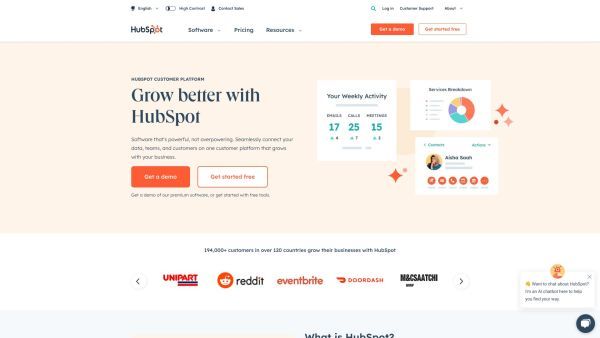 English
High Contrast
Contact Sales
Log in
Customer Support
About
HubSpot
Software
Pricing
Resources
Get a demo
Get started free
HUBSPOT CUSTOMER PLATFORM
Grow better with
HubSpot
Software that's powerful, not overpowering. Seamlessly connect your
data, teams, and customers on one customer platform that grows
with your business.
Get a demo
Get started free
Get a demo of our premium software, or get started with free tools.
Your Weekly Activity
EMAILS CALLS MEETINGS
17 25 15
4 7 2
Services Breakdown
Contacts
Actions
Aisha Saah
194,000+ customers in over 120 countries grow their businesses with HubSpot
UNIPART
reddit
eventbrite
DOORDASH
M&CSAATCHI
GROUP
👋 Want to chat about HubSpot?
I'm an AI chatbot here to help
you find your way.
What is HubSpot?